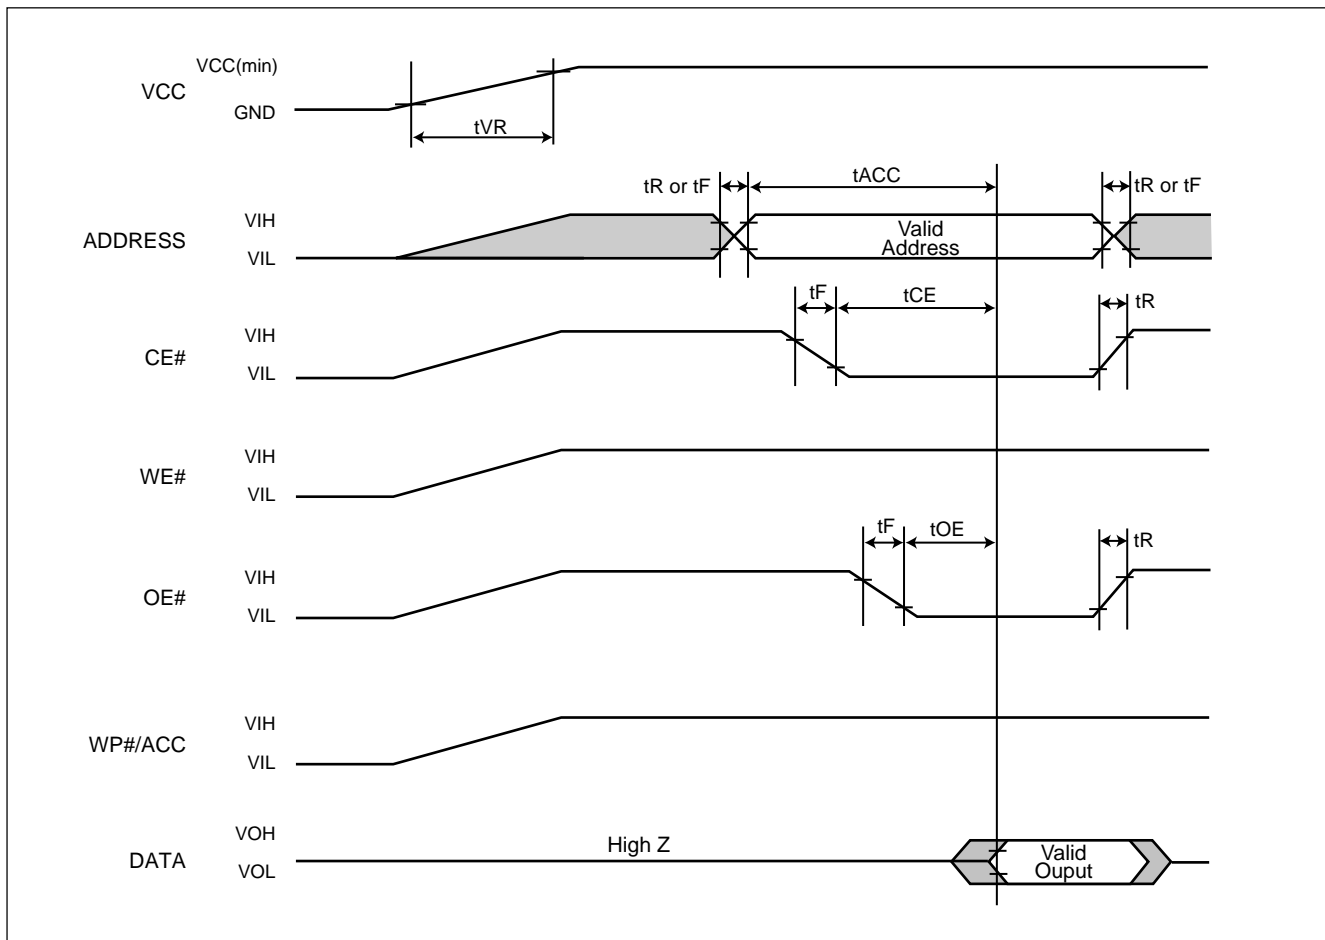 VCC(min)
VCC
GND
tVR
tR or tF
tACC
tR or tF
VIH
ADDRESS
VIL
Valid
Address
tF
tCE
tR
VIH
CE#
VIL
VIH
WE#
VIL
tF
tOE
tR
VIH
OE#
VIL
VIH
WP#/ACC
VIL
VOH
DATA
VOL
High Z
Valid
Ouput